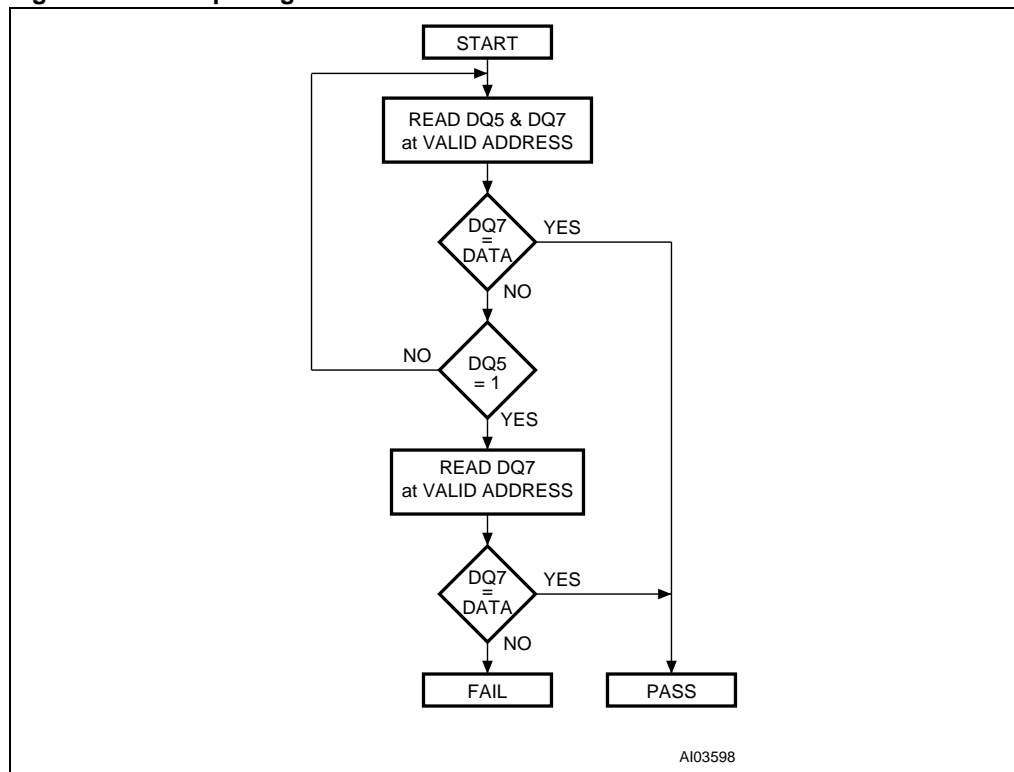 START
READ DQ5 & DQ7
at VALID ADDRESS
DQ7
=
DATA
YES
NO
NO
DQ5
= 1
YES
READ DQ7
at VALID ADDRESS
DQ7
=
DATA
YES
NO
FAIL
PASS
AI03598